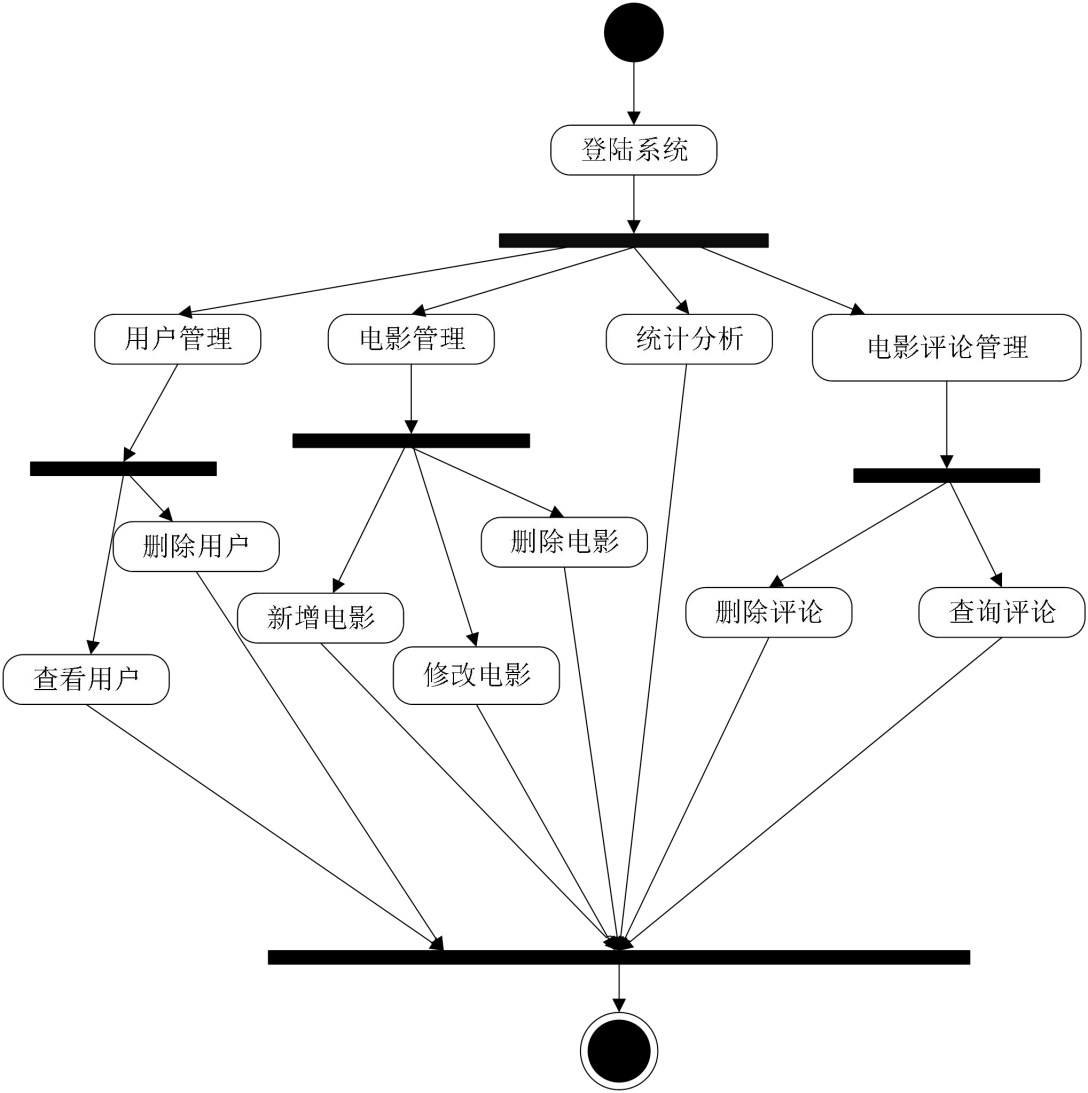 登陆系统
用户管理
电影管理
统计分析
电影评论管理
删除用户
删除电影
新增电影
删除评论
查询评论
查看用户
修改电影